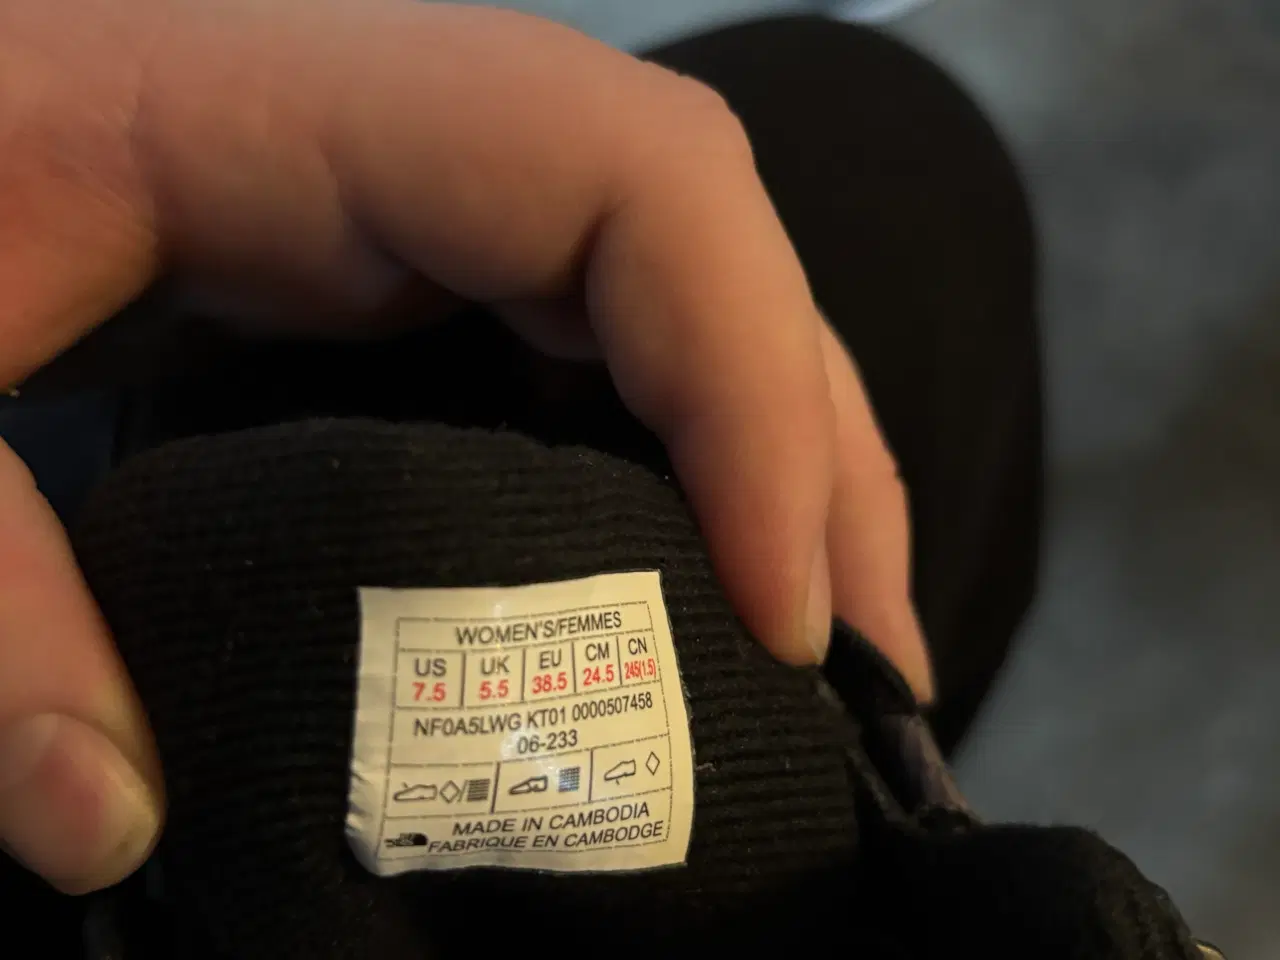 WOMEN'S/FEMMES
US UK EU CM CN
7.5 5.5 38.5 24.5 245(1.5)
NF0A5LWG KT01 0000507458
06-233
MADE IN CAMBODIA
FABRIQUE EN CAMBODGE